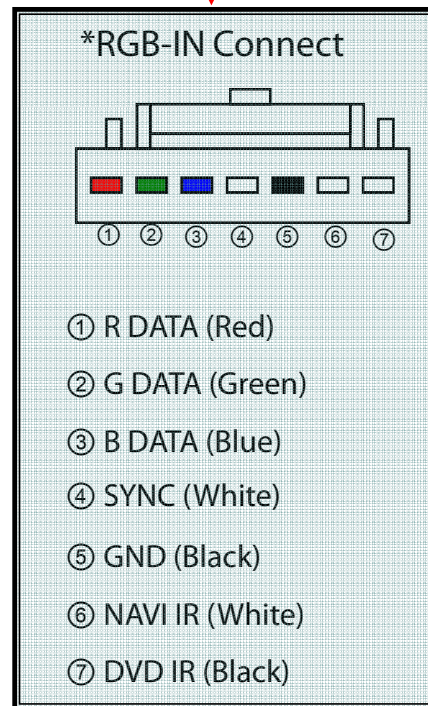 *RGB-IN Connect
① ② ③ ④ ⑤ ⑥ ⑦
① R DATA (Red)
② G DATA (Green)
③ B DATA (Blue)
④ SYNC (White)
⑤ GND (Black)
⑥ NAVI IR (White)
⑦ DVD IR (Black)